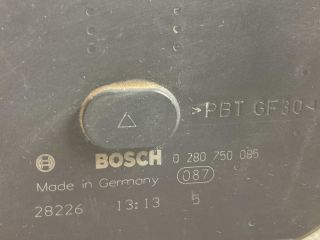 >PBT GF30<
BOSCH 0 280 750 085
Made in Germany 087
28226 13:13 5